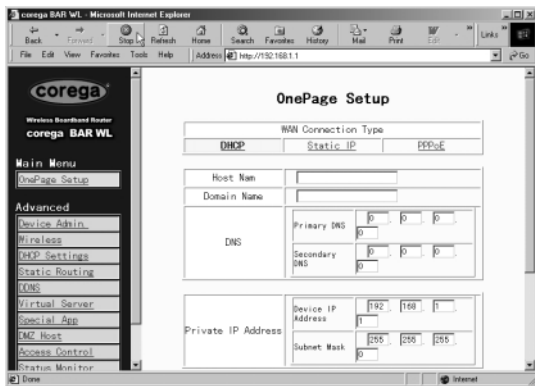 corega BAR WL - Microsoft Internet Explorer
Back Forward Stop Refresh Home Search Favorites History Mail Print Edit Links
File Edit View Favorites Tools Help Address http://192.168.1.1 Go
corega
Wireless Boardband Router
corega BAR WL
Main Menu
OnePage Setup
Advanced
Device Admin.
Wireless
DHCP Settings
Static Routing
DDNS
Virtual Server
Special App
DMZ Host
Access Control
Status Monitor
OnePage Setup
WAN Connection Type
DHCP Static IP PPPoE
Host Nam
Domain Name
DNS
Primary DNS 0 . 0 . 0 .
0
Secondary DNS 0 . 0 . 0 .
0
Private IP Address
Device IP Address 192 . 168 . 1 .
1
Subnet Mask 255 . 255 . 255 .
0
Done Internet